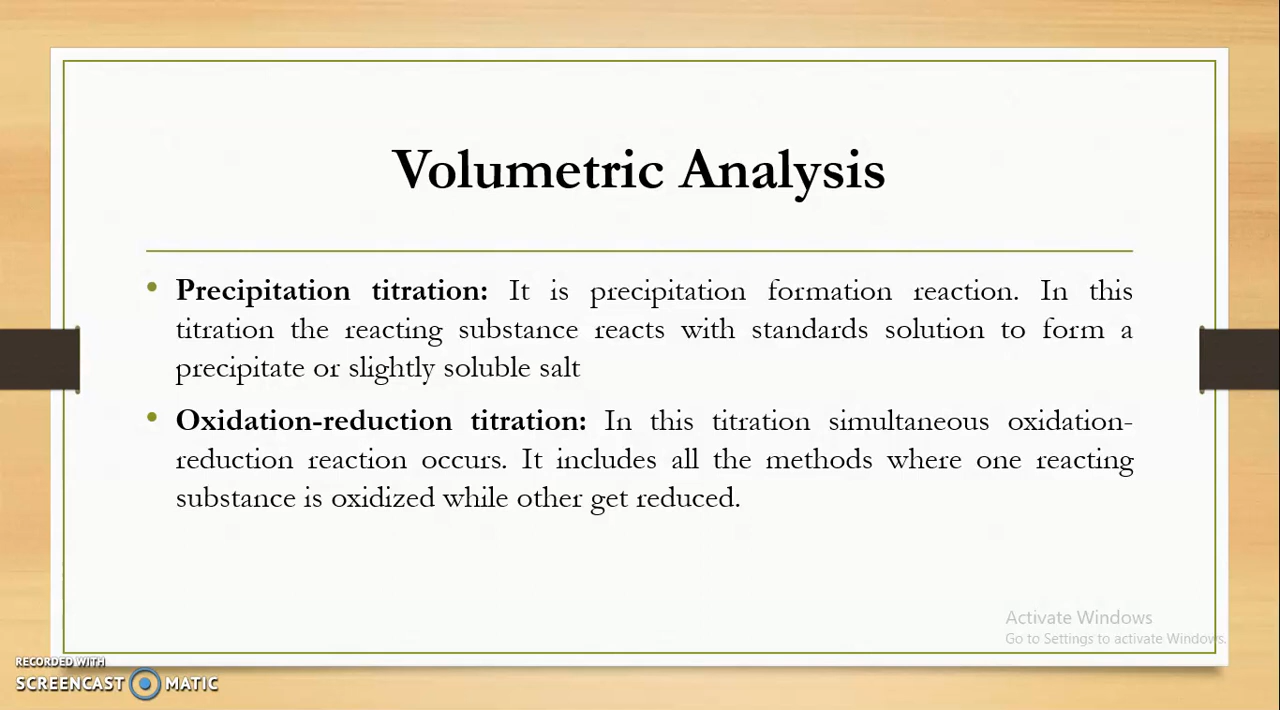 Volumetric Analysis
• Precipitation titration: It is precipitation formation reaction. In this
titration the reacting substance reacts with standards solution to form a
precipitate or slightly soluble salt
• Oxidation-reduction titration: In this titration simultaneous oxidation-
reduction reaction occurs. It includes all the methods where one reacting
substance is oxidized while other get reduced.
Activate Windows
Go to Settings to activate Windows.
RECORDED WITH
SCREENCAST MATIC